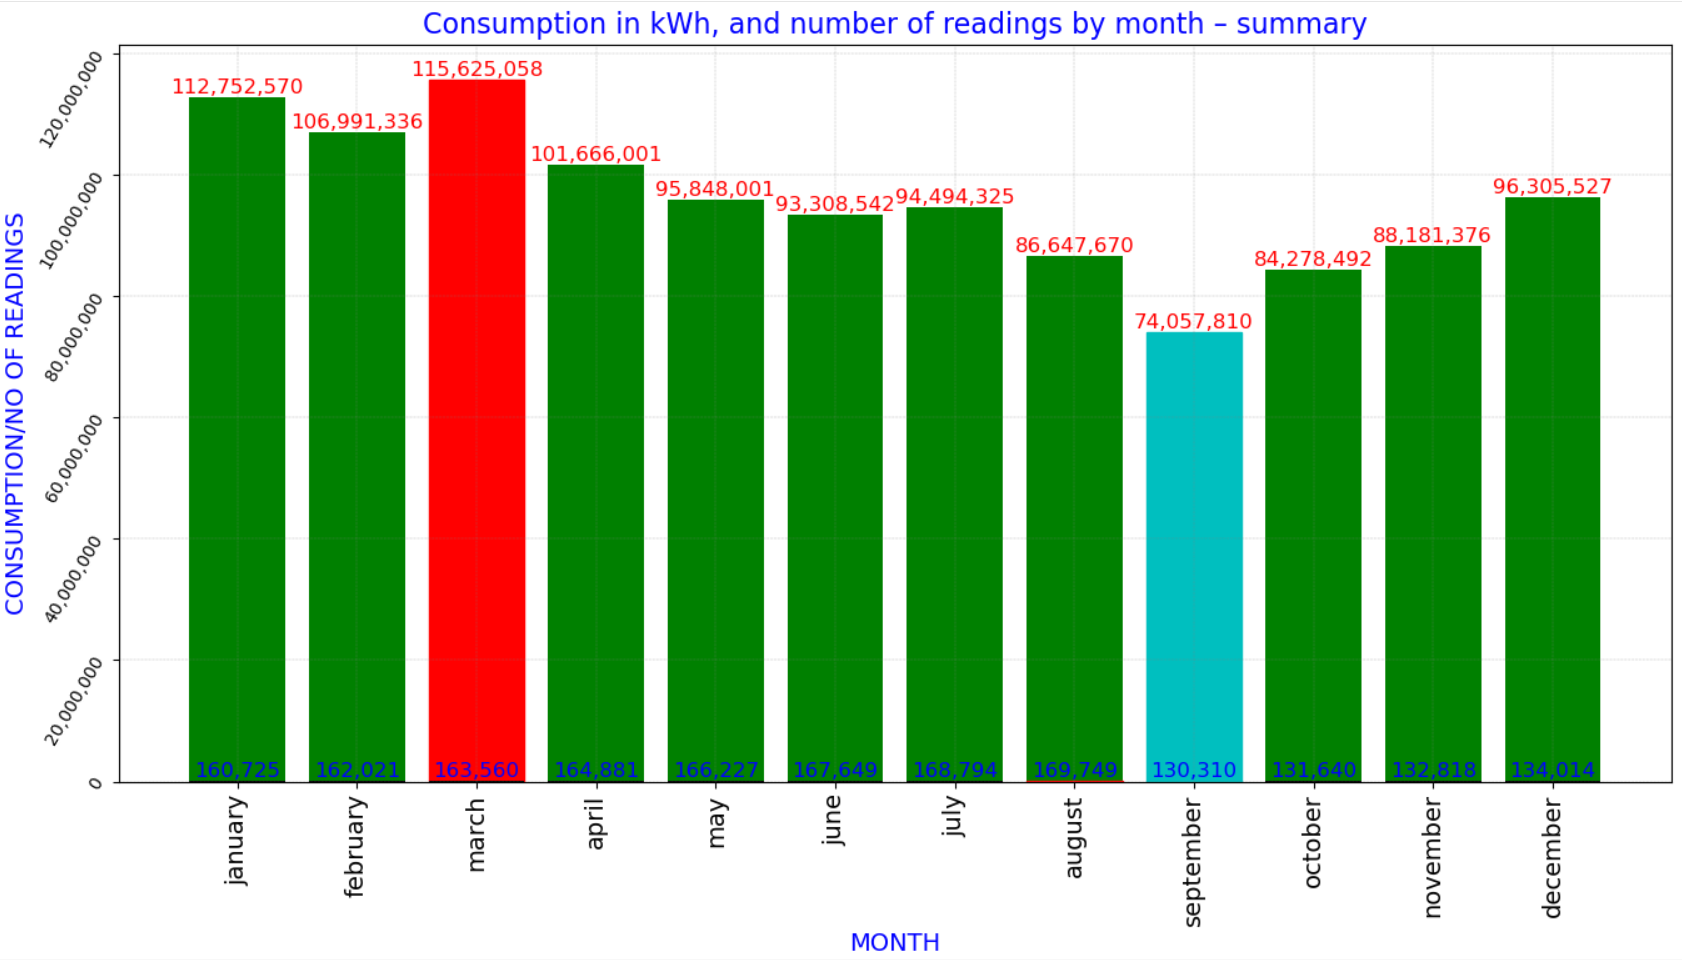 Consumption in kWh, and number of readings by month – summary
CONSUMPTION/NO OF READINGS
120,000,000
100,000,000
80,000,000
60,000,000
40,000,000
20,000,000
0
112,752,570
106,991,336
115,625,058
101,666,001
95,848,001
93,308,542
94,494,325
86,647,670
74,057,810
84,278,492
88,181,376
96,305,527
160,725
162,021
163,560
164,881
166,227
167,649
168,794
169,749
130,310
131,640
132,818
134,014
january
february
march
april
may
june
july
august
september
october
november
december
MONTH